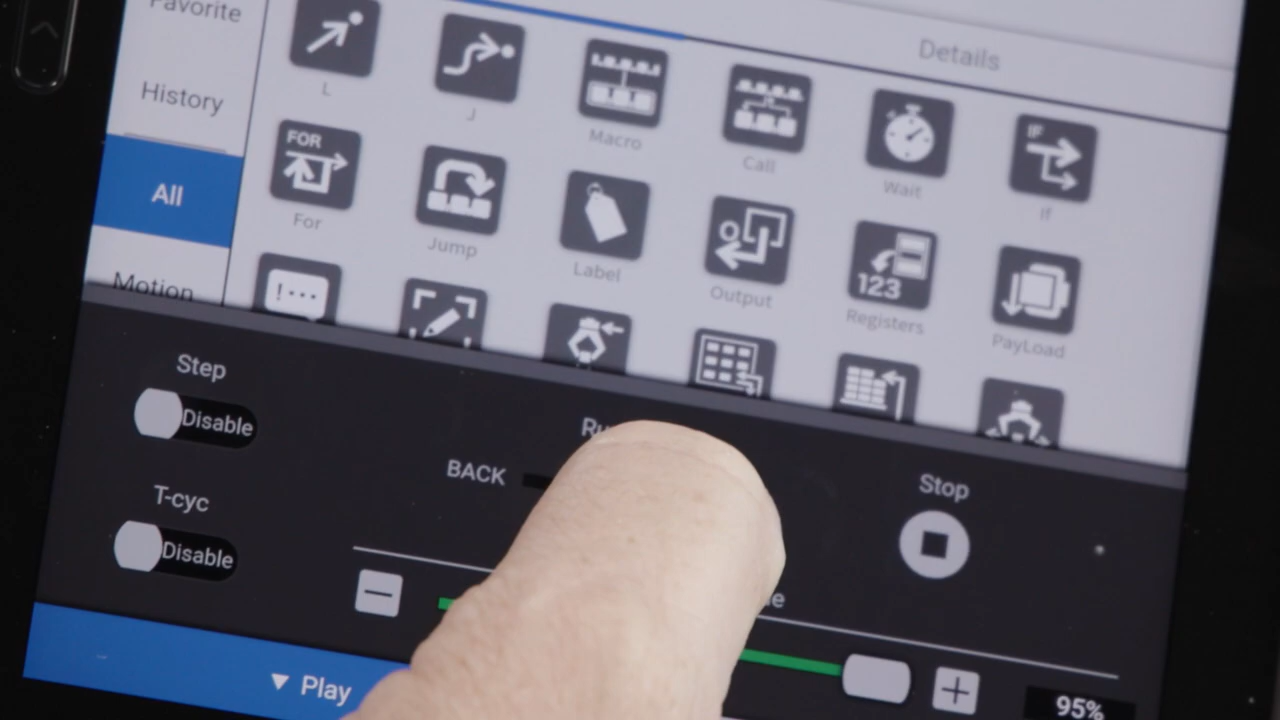 Favorite
Details
History
L
J
Macro
Call
Wait
IF
If
All
FOR
For
Jump
Label
Output
123
Registers
PayLoad
Motion
Step
Disable
BACK
Stop
T-cyc
Disable
Play
95%